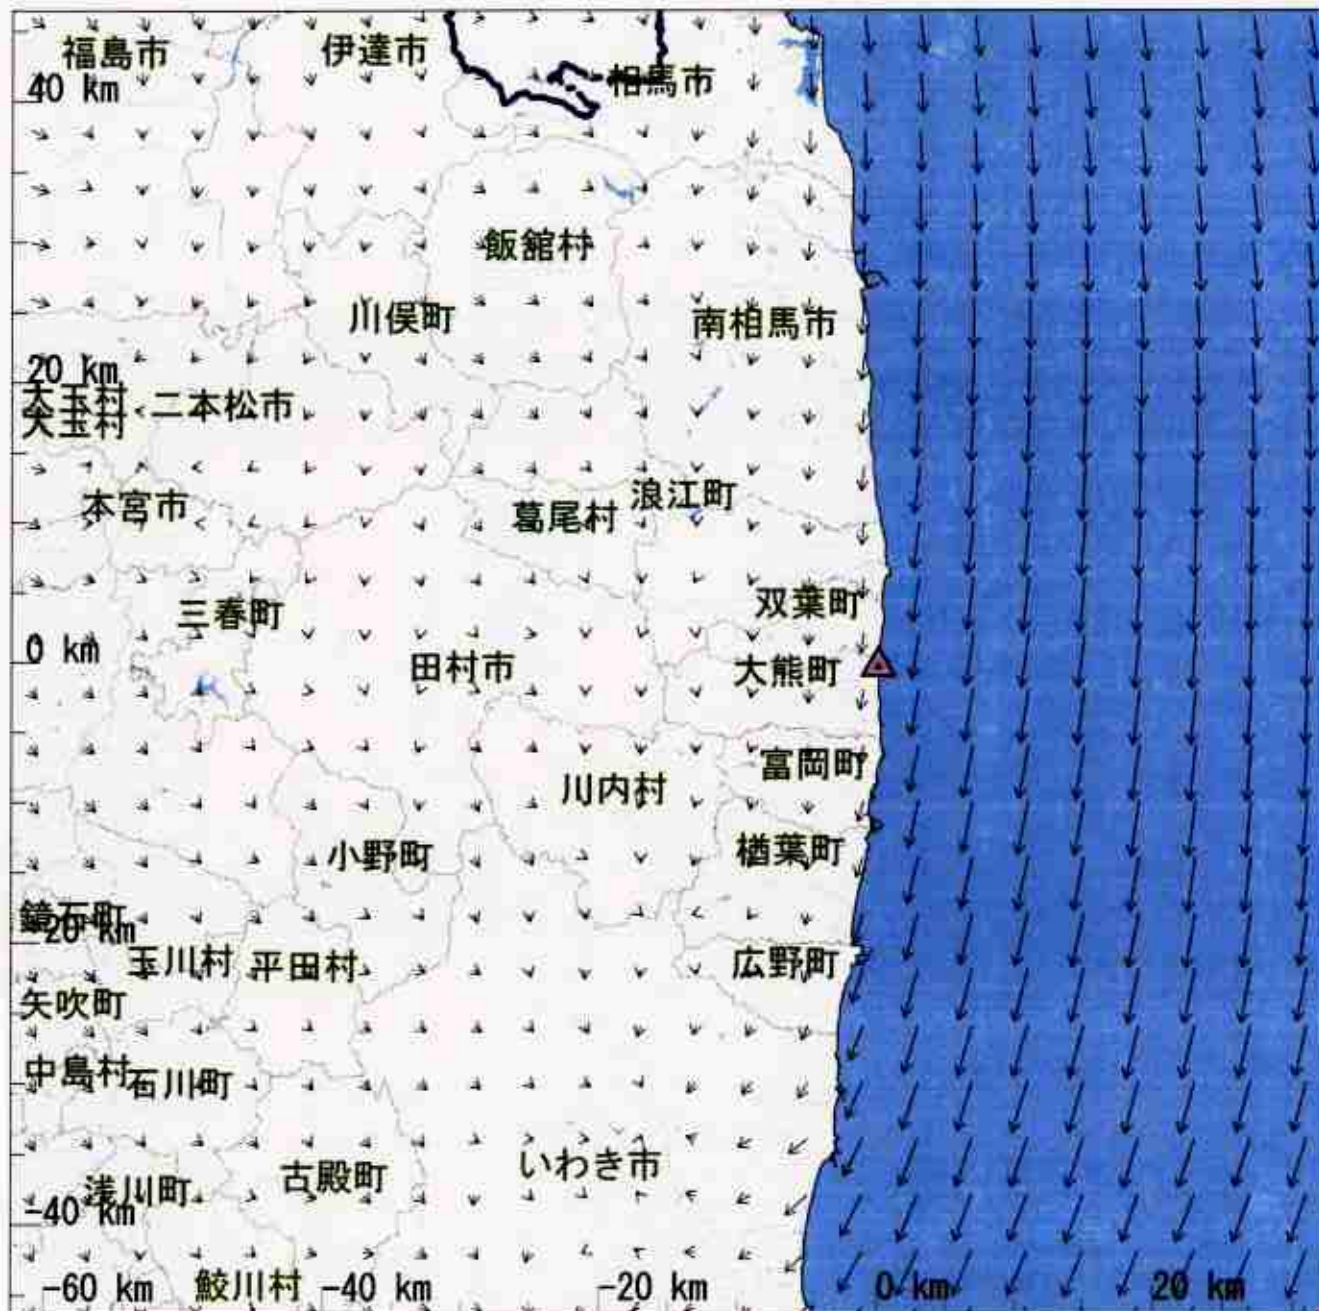 福島市
伊達市
相馬市
40 km
飯舘村
川俣町
南相馬市
20 km
大玉村
大玉村
二本松市
本宮市
葛尾村
浪江町
三春町
双葉町
0 km
田村市
大熊町
川内村
富岡町
小野町
楢葉町
鏡石町
-20 km
玉川村
平田村
広野町
矢吹町
中島村
石川町
浅川町
古殿町
いわき市
-40 km
-60 km
鮫川村
-40 km
-20 km
0 km
20 km